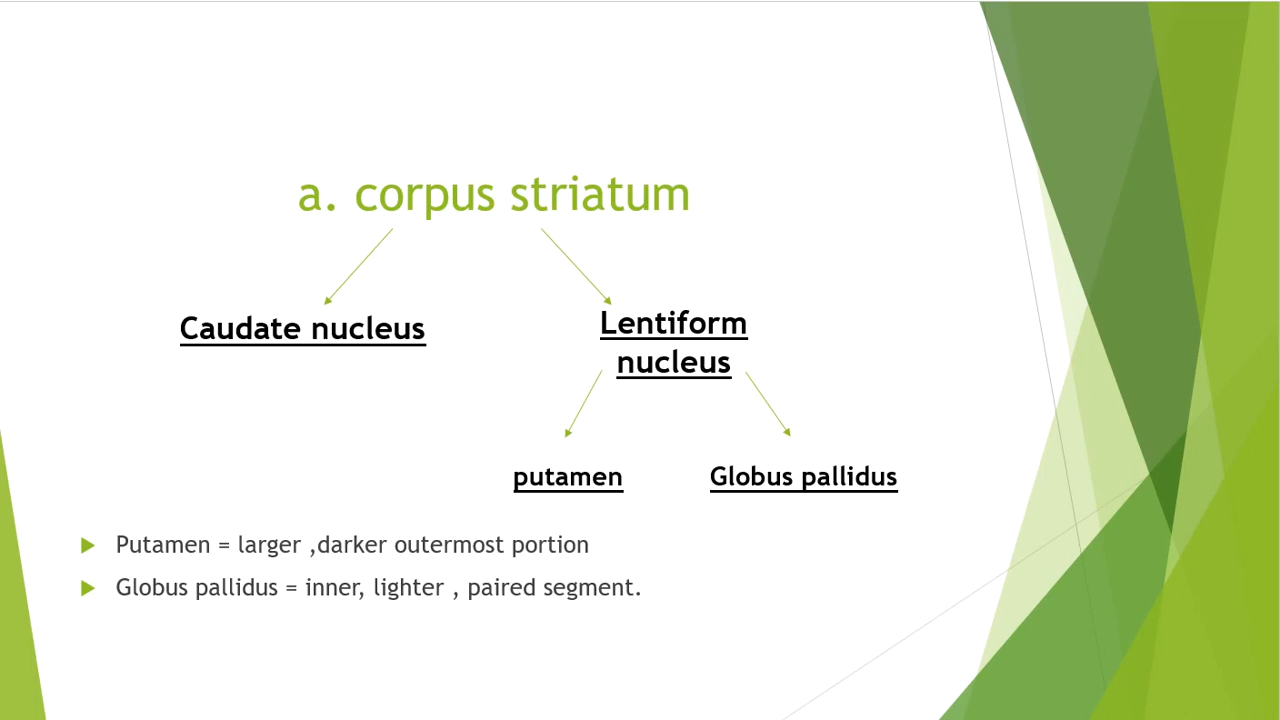 a. corpus striatum
Caudate nucleus
Lentiform
nucleus
putamen
Globus pallidus
Putamen = larger ,darker outermost portion
Globus pallidus = inner, lighter , paired segment.